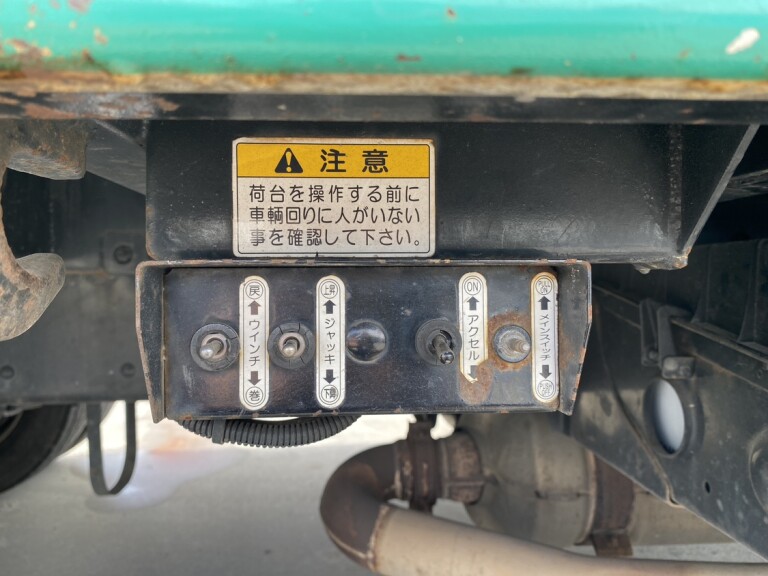 注意
荷台を操作する前に
車輌回りに人がいない
事を確認して下さい。
戻
ウインチ
巻
上昇
ジャッキ
下降
ON
アクセル
メインスイッチ